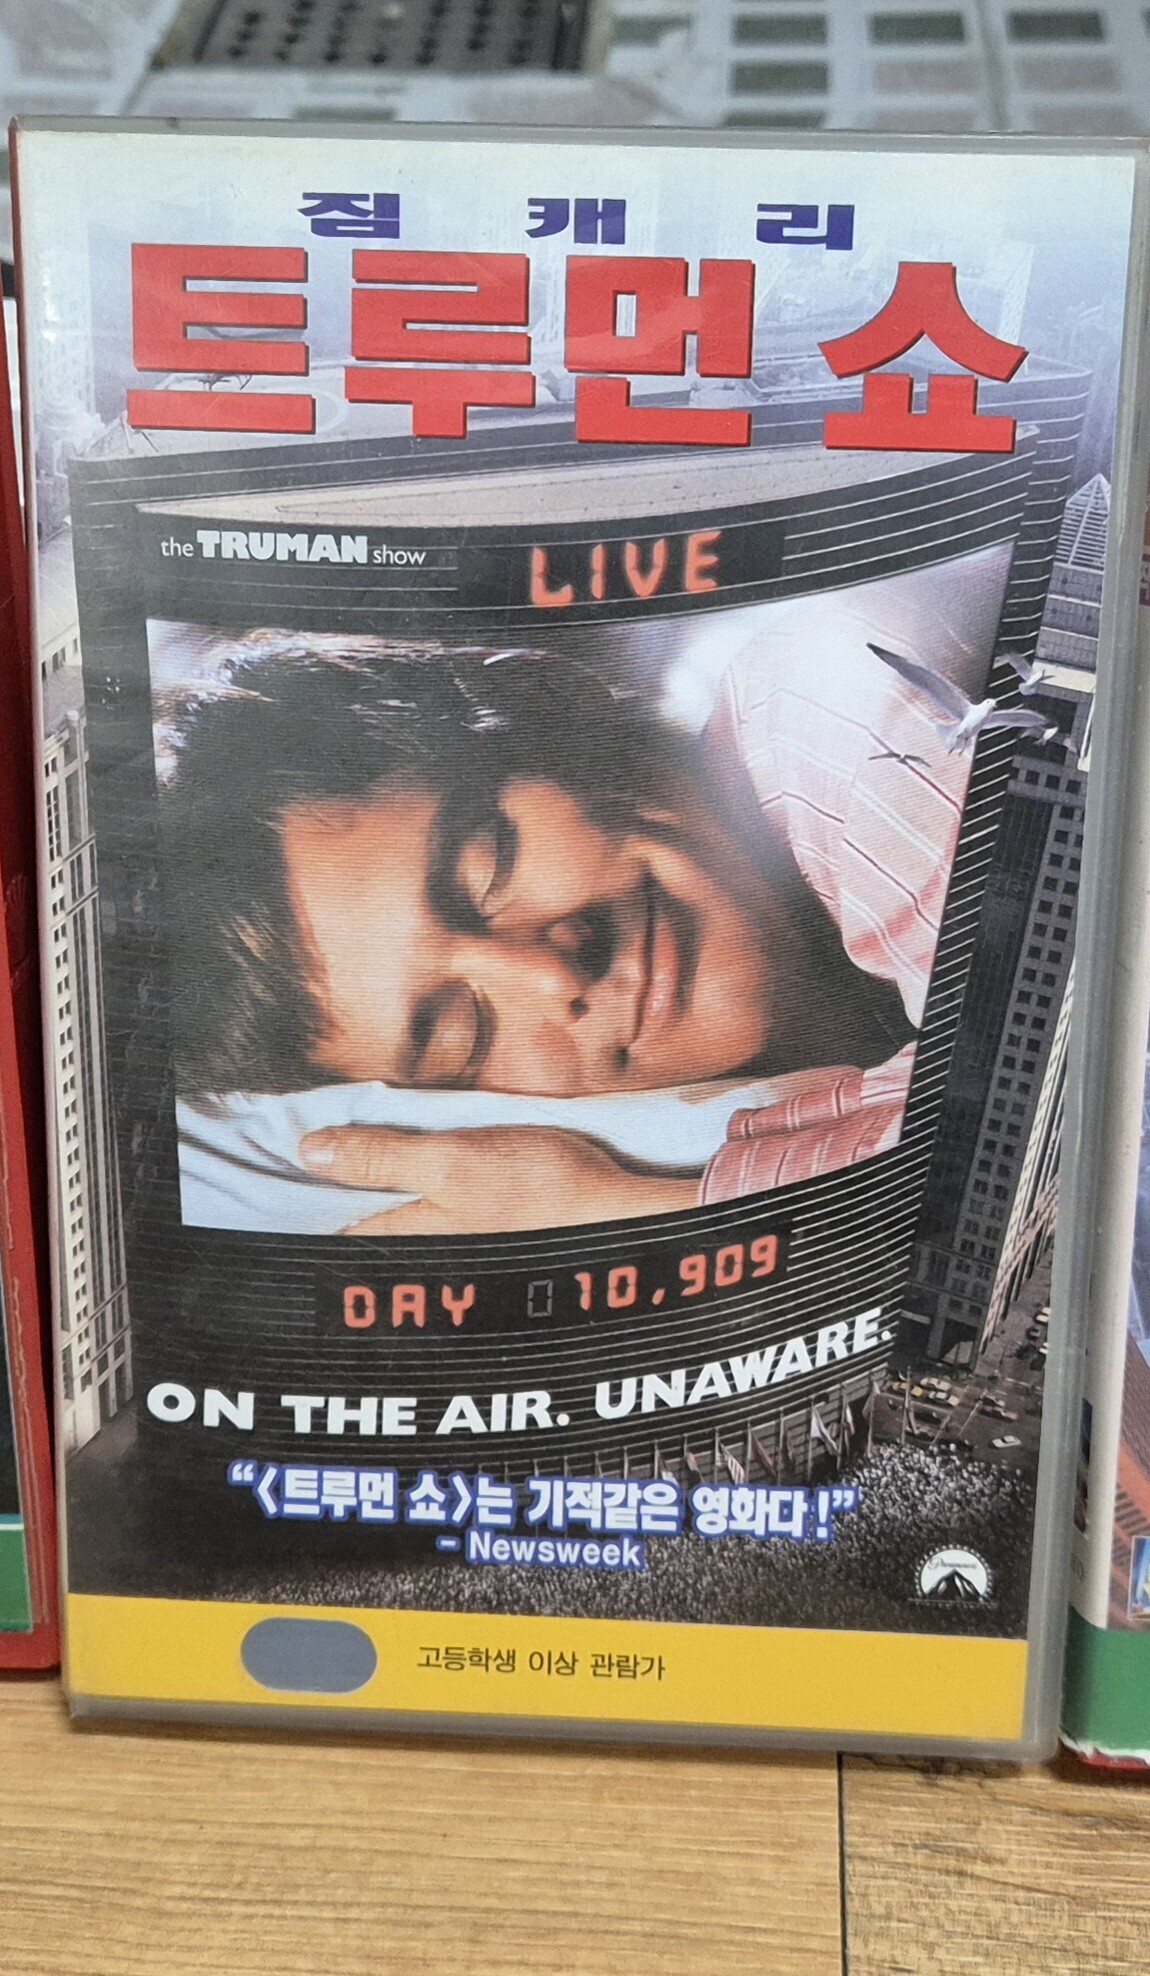 짐 캐 리
트루먼 쇼
the TRUMAN show
LIVE
DAY 10,909
ON THE AIR. UNAWARE.
“<트루먼 쇼>는 기적같은 영화다!”
- Newsweek
Paramount
고등학생 이상 관람가